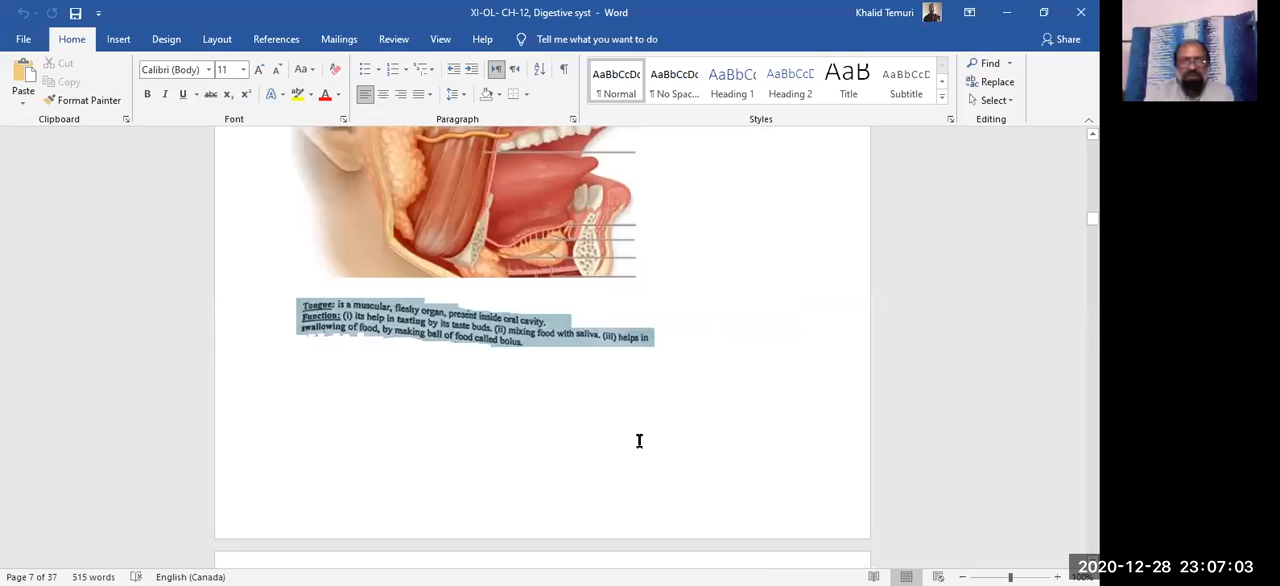 XI-OL- CH-12, Digestive syst - Word
Khalid Temuri
File Home Insert Design Layout References Mailings Review View Help Tell me what you want to do Share
Paste
Cut
Copy
Format Painter
Clipboard
Calibri (Body) 11
Aa
B I U abc x₂ x²
A
Font
Paragraph
AaBbCcDc AaBbCcDc AaBbCc AaBbCcD AaB AaBbCcD
¶ Normal ¶ No Spac... Heading 1 Heading 2 Title Subtitle
Styles
Find
Replace
Select
Editing
Tongue: is a muscular, fleshy organ, present inside oral cavity.
Function: (i) its help in tasting by its taste buds. (ii) mixing food with saliva. (iii) helps in
swallowing of food, by making ball of food called bolus.
Page 7 of 37 515 words English (Canada) 100%
2020-12-28 23:07:03